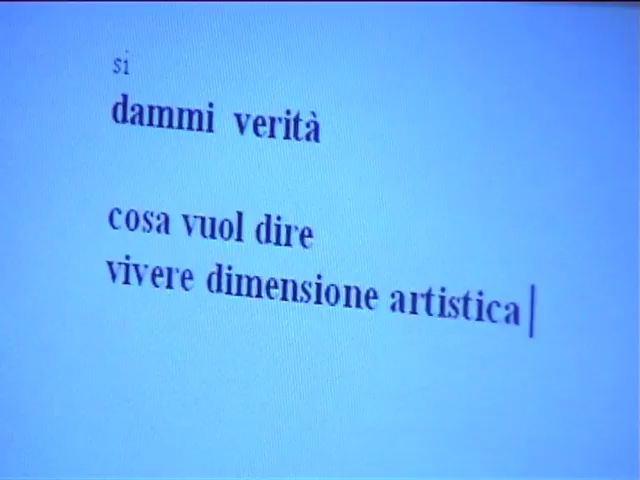 si
dammi verità
cosa vuol dire
vivere dimensione artistica